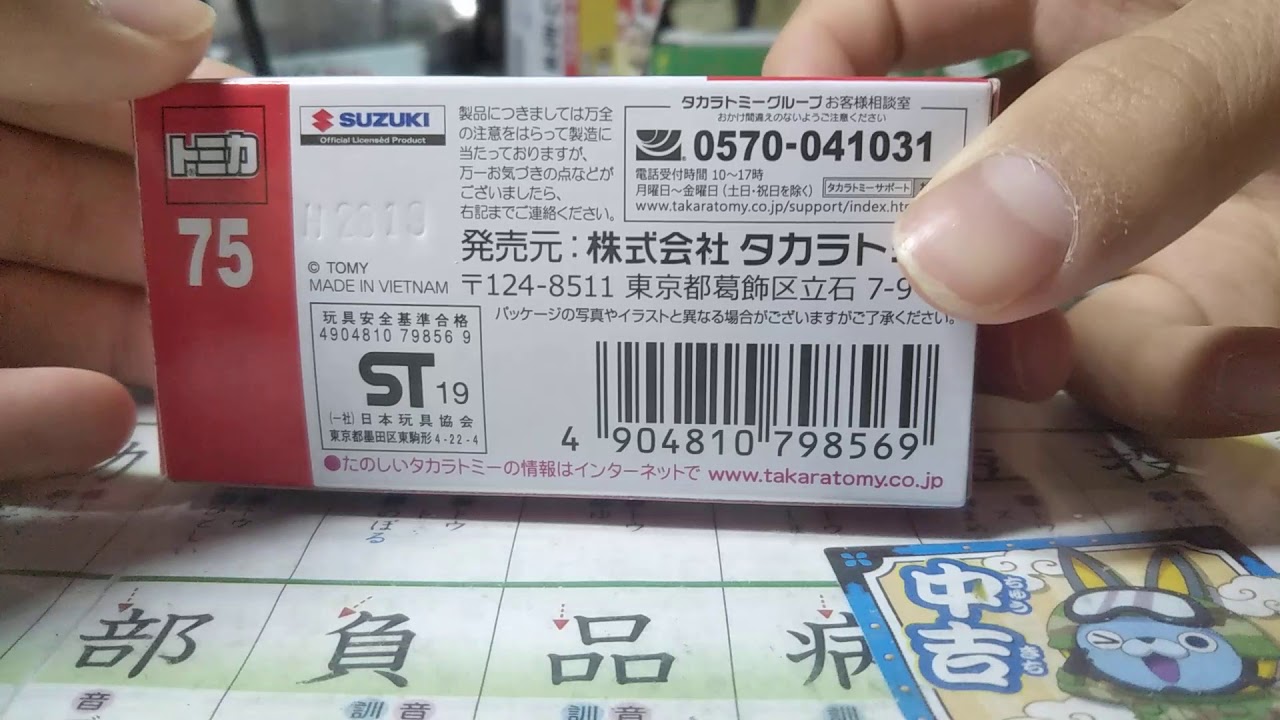 トミカ
75
SUZUKI
Official Licensed Product
© TOMY
MADE IN VIETNAM
玩具安全基準合格
4904810 79856 9
ST 19
(一社)日本玩具協会
東京都墨田区東駒形4-22-4
製品につきましては万全
の注意をはらって製造に
当たっておりますが、
万一お気づきの点などが
ございましたら、
右記までご連絡ください。
タカラトミーグループ お客様相談室
おかけ間違えのないようご注意ください
0570-041031
電話受付時間 10〜17時
月曜日〜金曜日(土日・祝日を除く) タカラトミーサポート
www.takaratomy.co.jp/support/index.ht
発売元:株式会社 タカラト
〒124-8511 東京都葛飾区立石 7-9
パッケージの写真やイラストと異なる場合がございますがご了承ください。
4 904810 798569
●たのしいタカラトミーの情報はインターネットで www.takaratomy.co.jp
部 負 品 病
音 訓 音 訓 音
中吉
ちゅう
きち